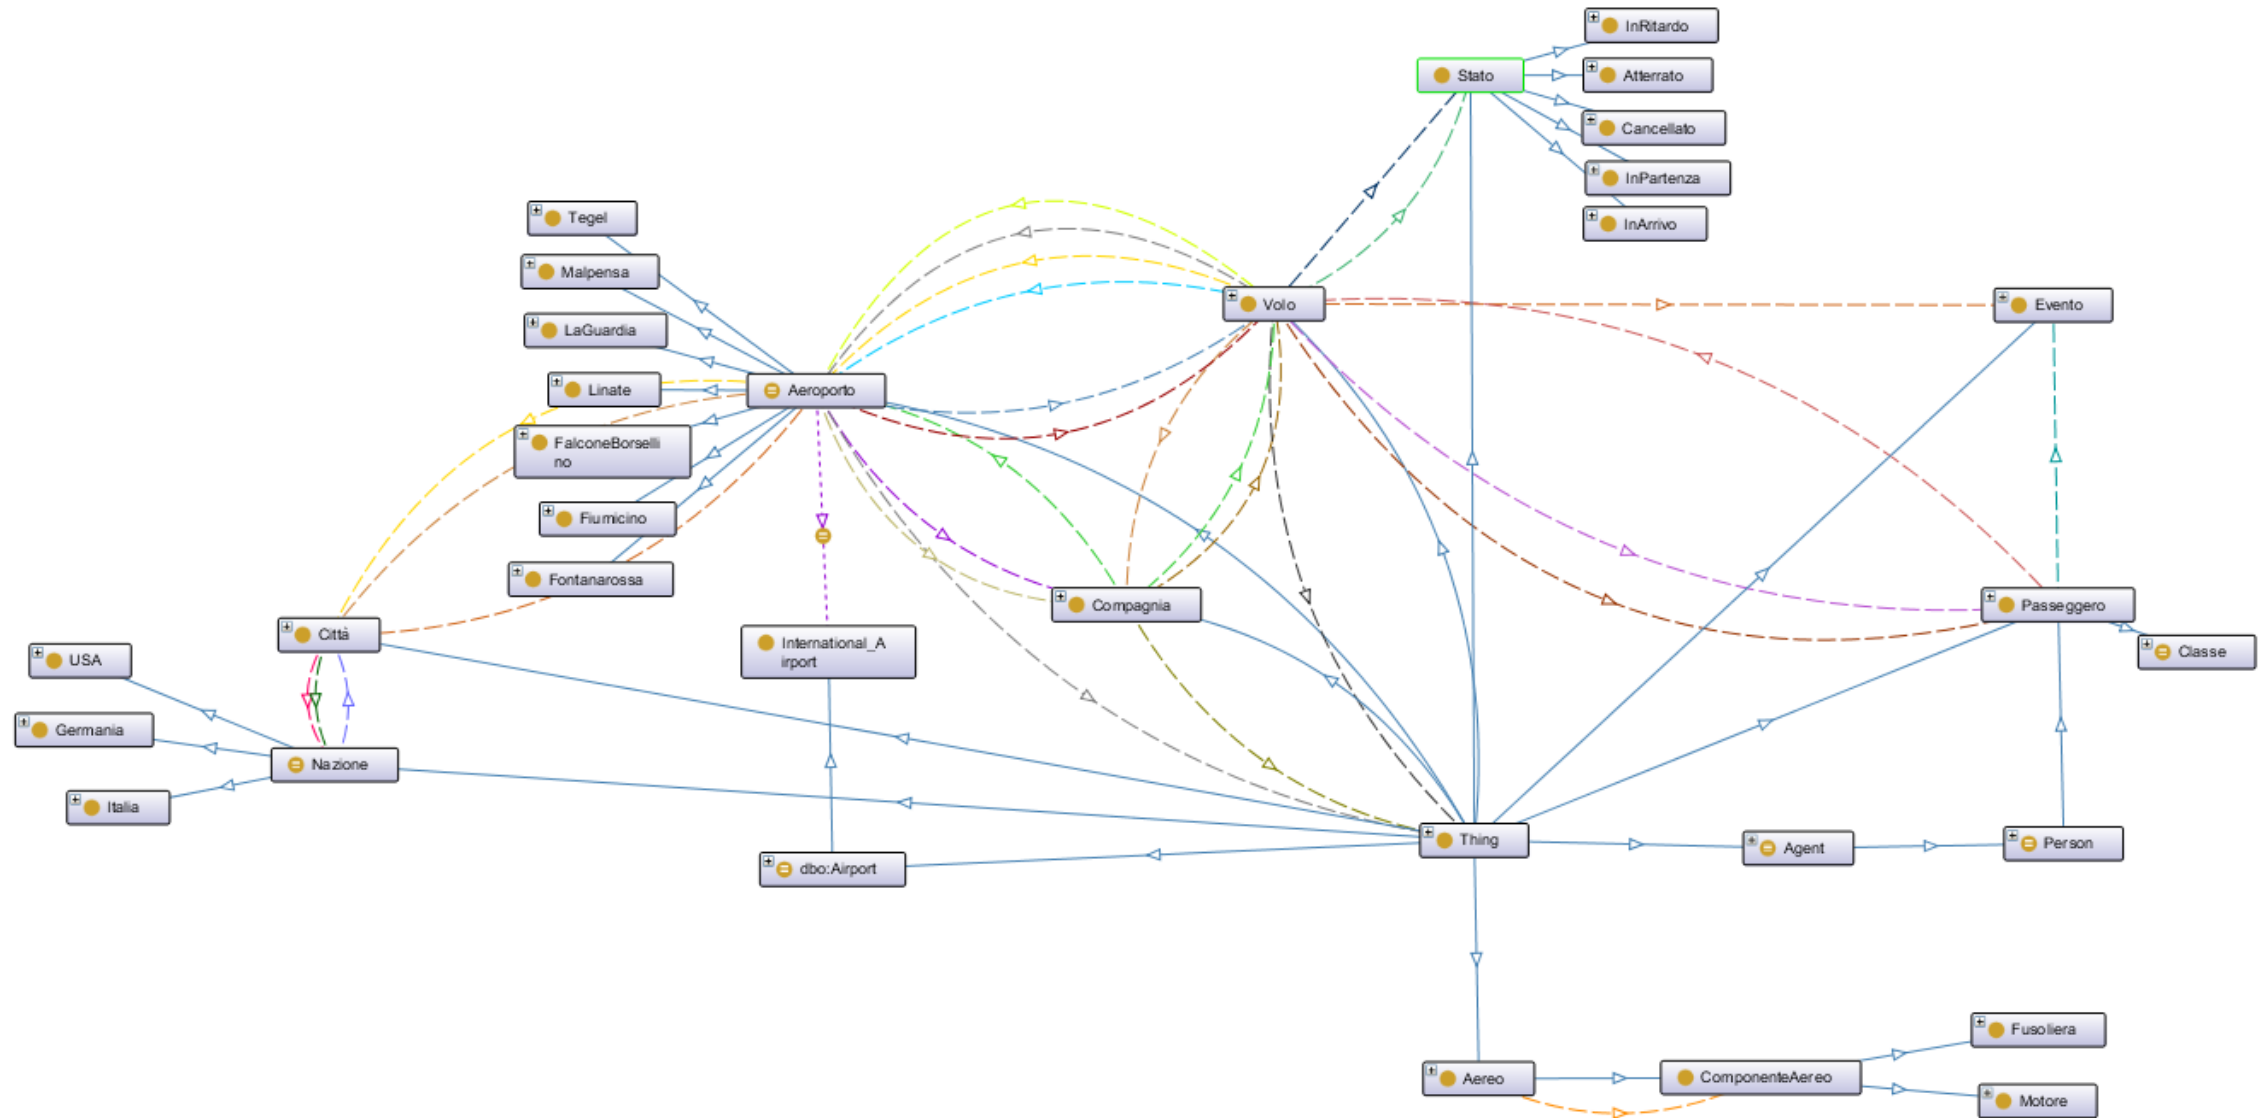 InRitardo
Stato
Atterrato
Cancellato
InPartenza
Tegel
InArrivo
Malpensa
Volo
Evento
LaGuardia
Linate
Aeroporto
FalconeBorselli
no
Fiumicino
Fontanarossa
Compagnia
Passeggero
Città
International_A
irport
Classe
USA
Germania
Nazione
Italia
Thing
Agent
Person
dbo:Airport
Fusoliera
Aereo
ComponenteAereo
Motore